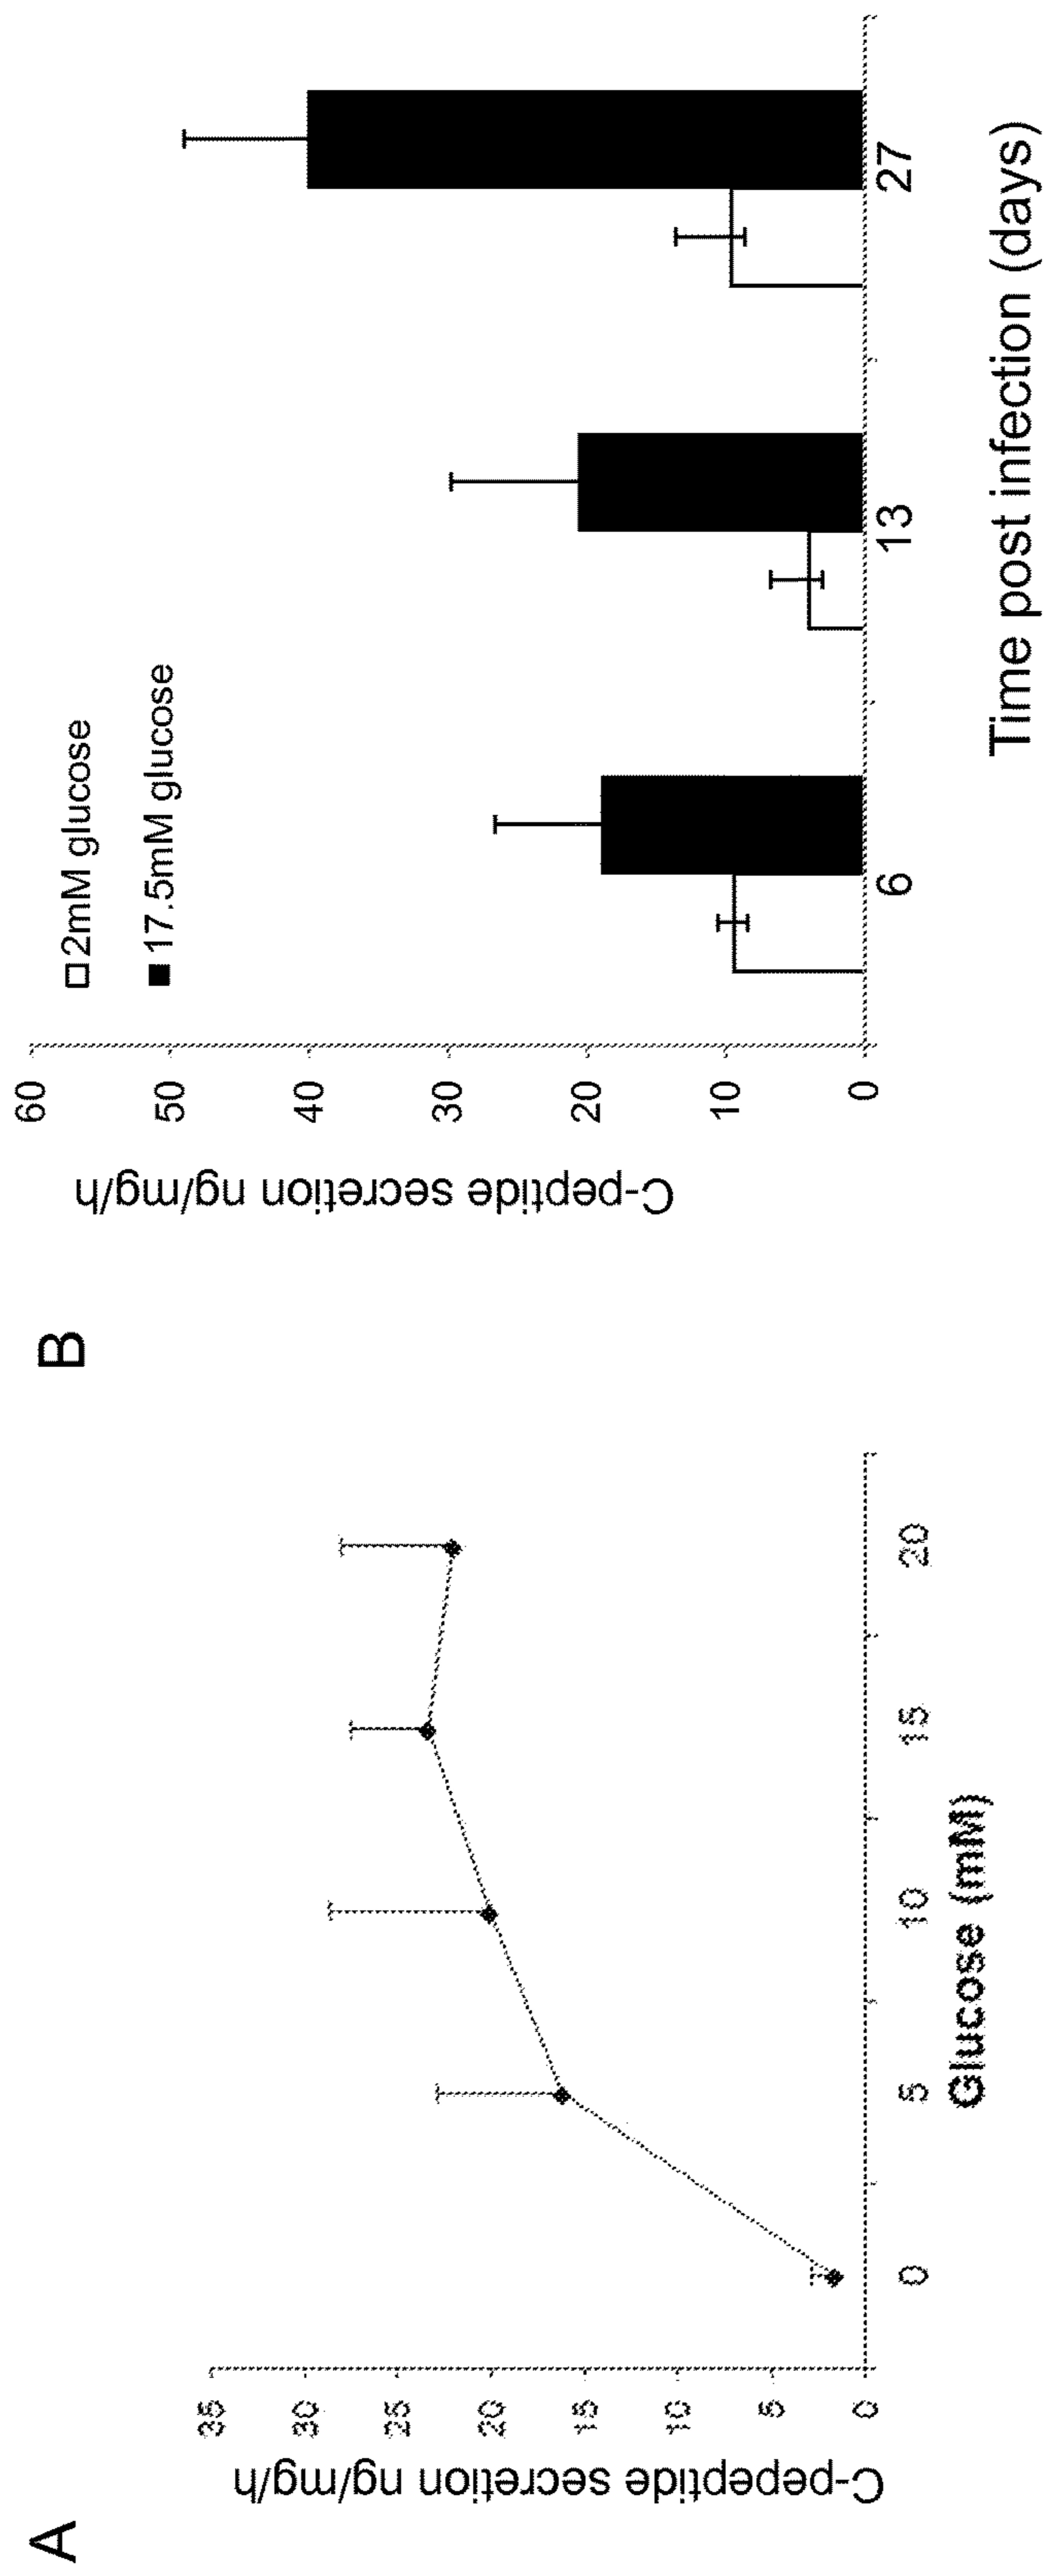 A
C-pepeptide secretion ng/mg/h
35
30
25
20
15
10
5
0
0
5
10
15
20
Glucose (mM)
B
C-peptide secretion ng/mg/h
60
50
40
30
20
10
0
2mM glucose
17.5mM glucose
6
13
27
Time post infection (days)